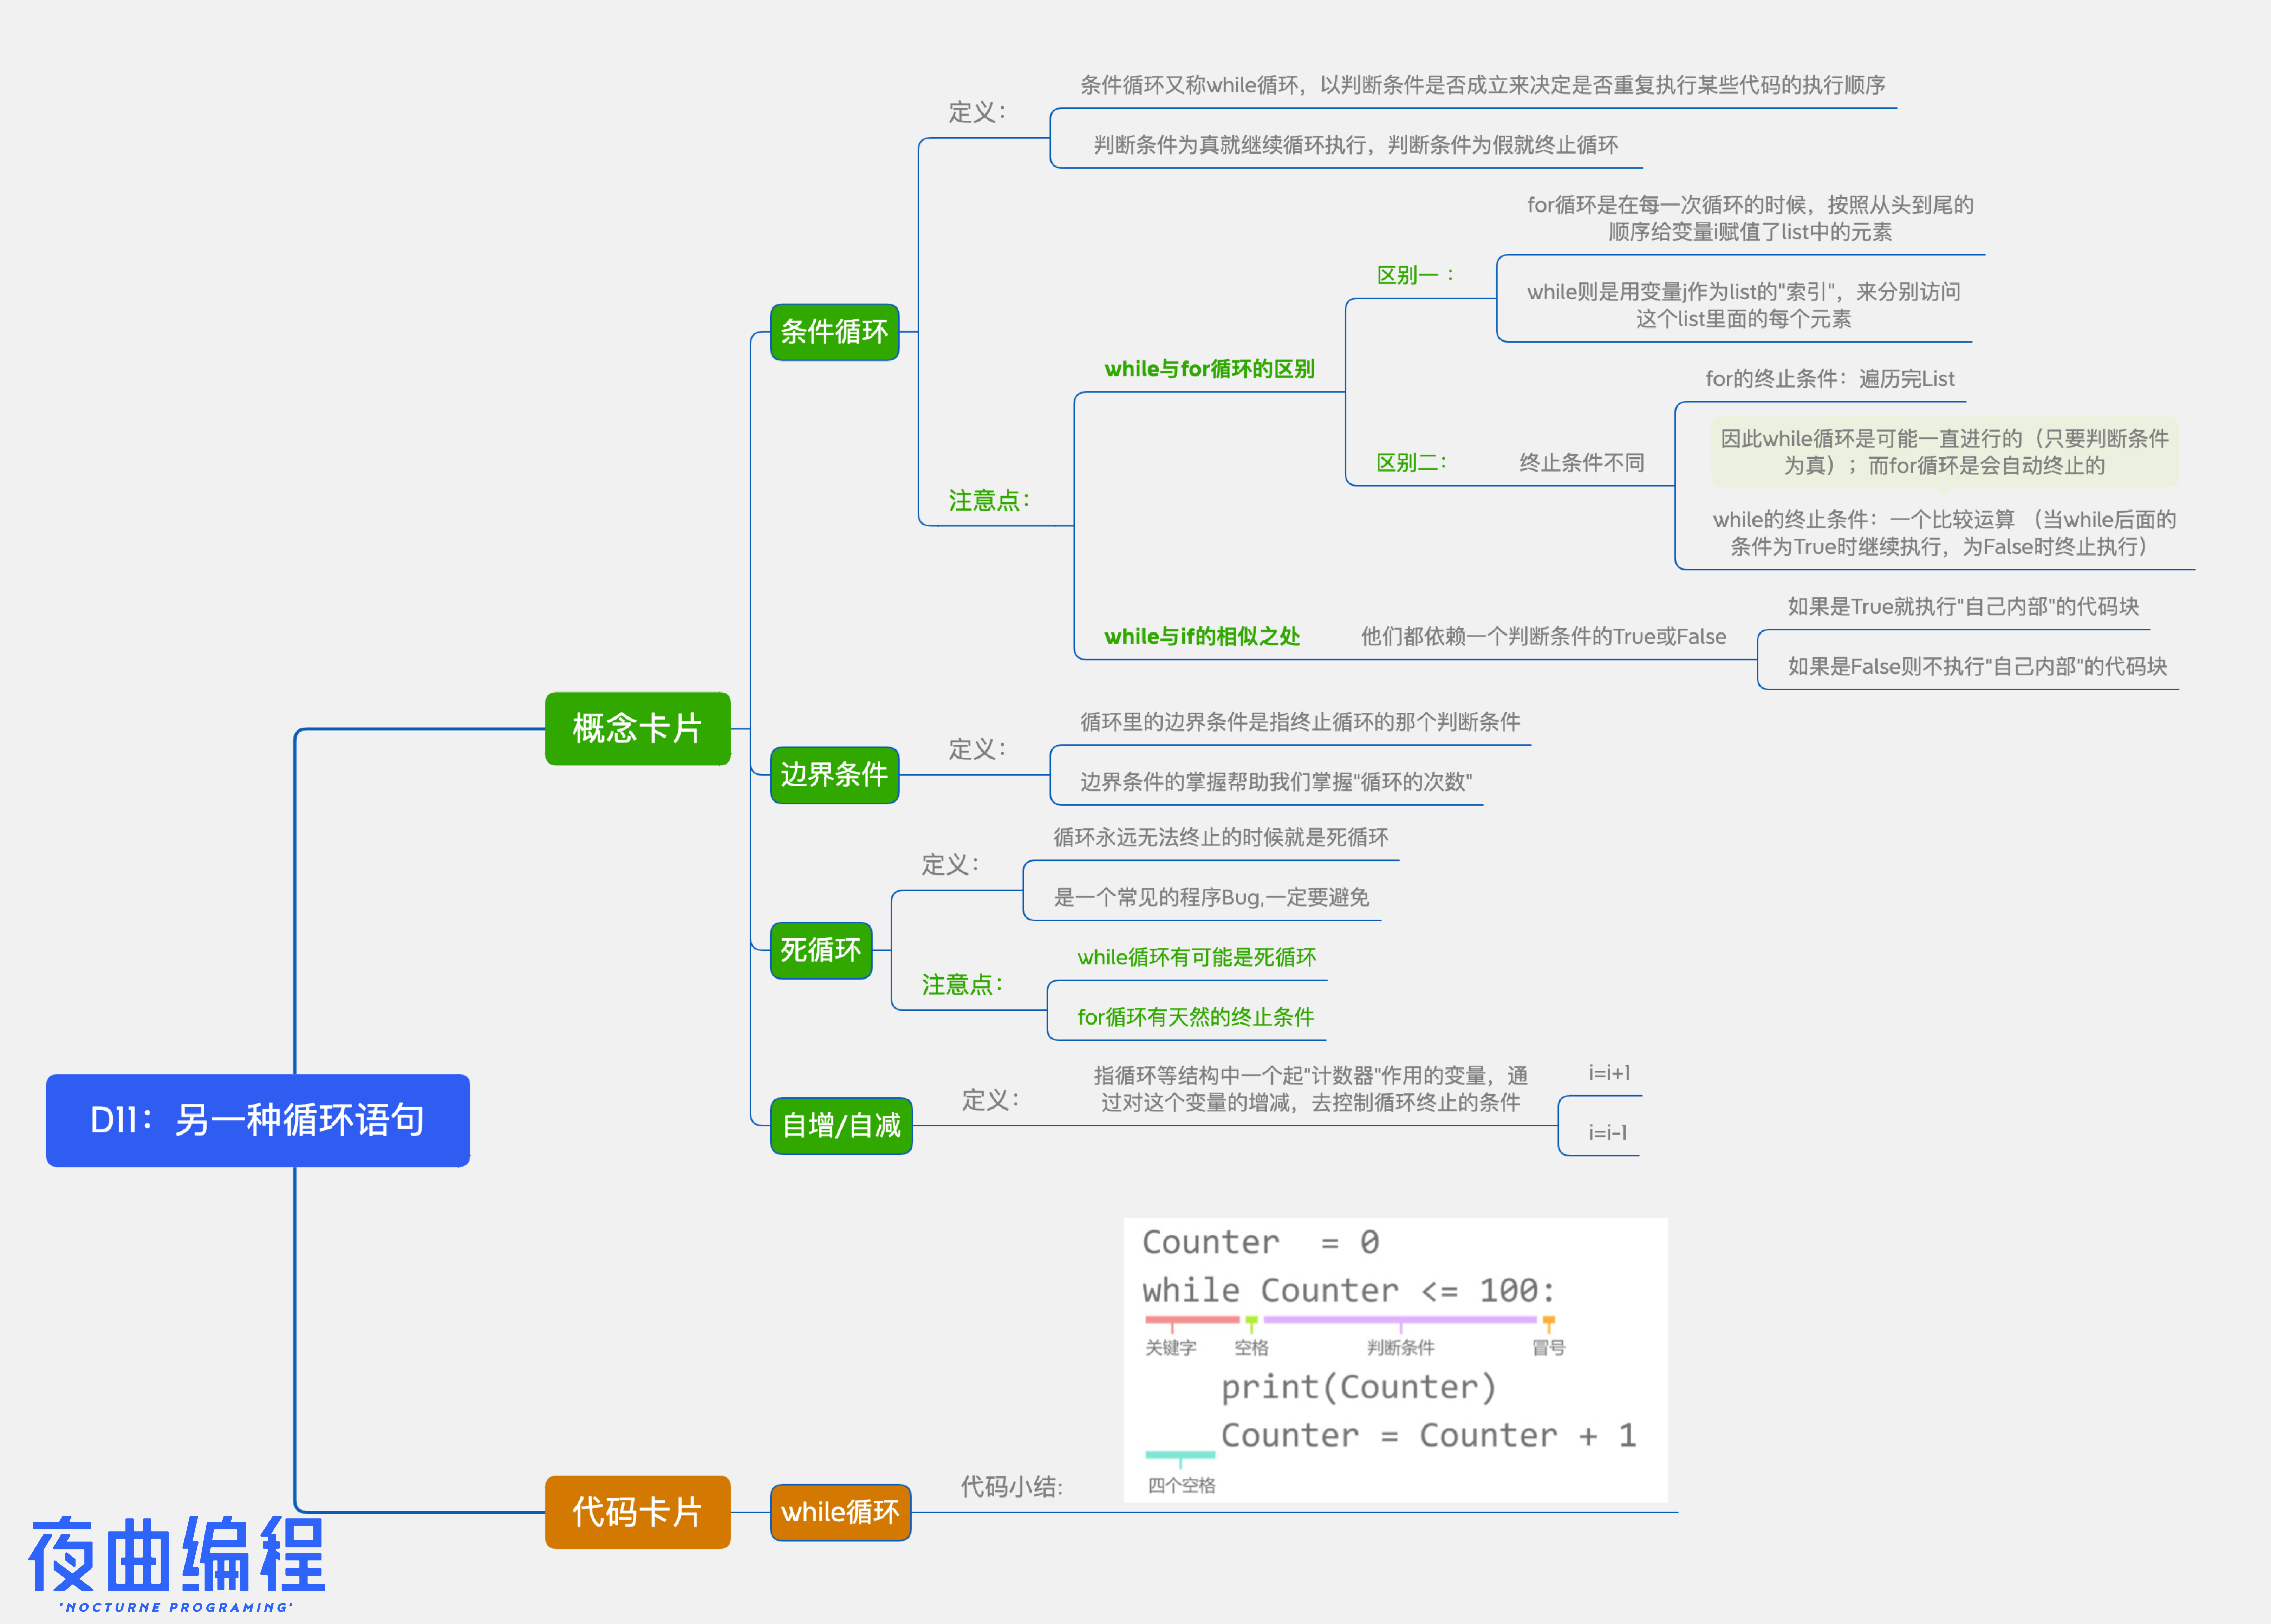 D11：另一种循环语句
概念卡片
条件循环
定义：
条件循环又称while循环，以判断条件是否成立来决定是否重复执行某些代码的执行顺序
判断条件为真就继续循环执行，判断条件为假就终止循环
注意点：
while与for循环的区别
区别一：
for循环是在每一次循环的时候，按照从头到尾的
顺序给变量i赋值了list中的元素
while则是用变量j作为list的"索引"，来分别访问
这个list里面的每个元素
区别二：
终止条件不同
for的终止条件：遍历完List
因此while循环是可能一直进行的（只要判断条件
为真）；而for循环是会自动终止的
while的终止条件：一个比较运算 （当while后面的
条件为True时继续执行，为False时终止执行）
while与if的相似之处
他们都依赖一个判断条件的True或False
如果是True就执行"自己内部"的代码块
如果是False则不执行"自己内部"的代码块
边界条件
定义：
循环里的边界条件是指终止循环的那个判断条件
边界条件的掌握帮助我们掌握"循环的次数"
死循环
定义：
循环永远无法终止的时候就是死循环
是一个常见的程序Bug,一定要避免
注意点：
while循环有可能是死循环
for循环有天然的终止条件
自增/自减
定义：
指循环等结构中一个起"计数器"作用的变量，通
过对这个变量的增减，去控制循环终止的条件
i=i+1
i=i-1
代码卡片
while循环
代码小结:
Counter = 0
while Counter <= 100:
关键字 空格 判断条件 冒号
print(Counter)
Counter = Counter + 1
四个空格
夜曲编程
'NOCTURNE PROGRAMING'